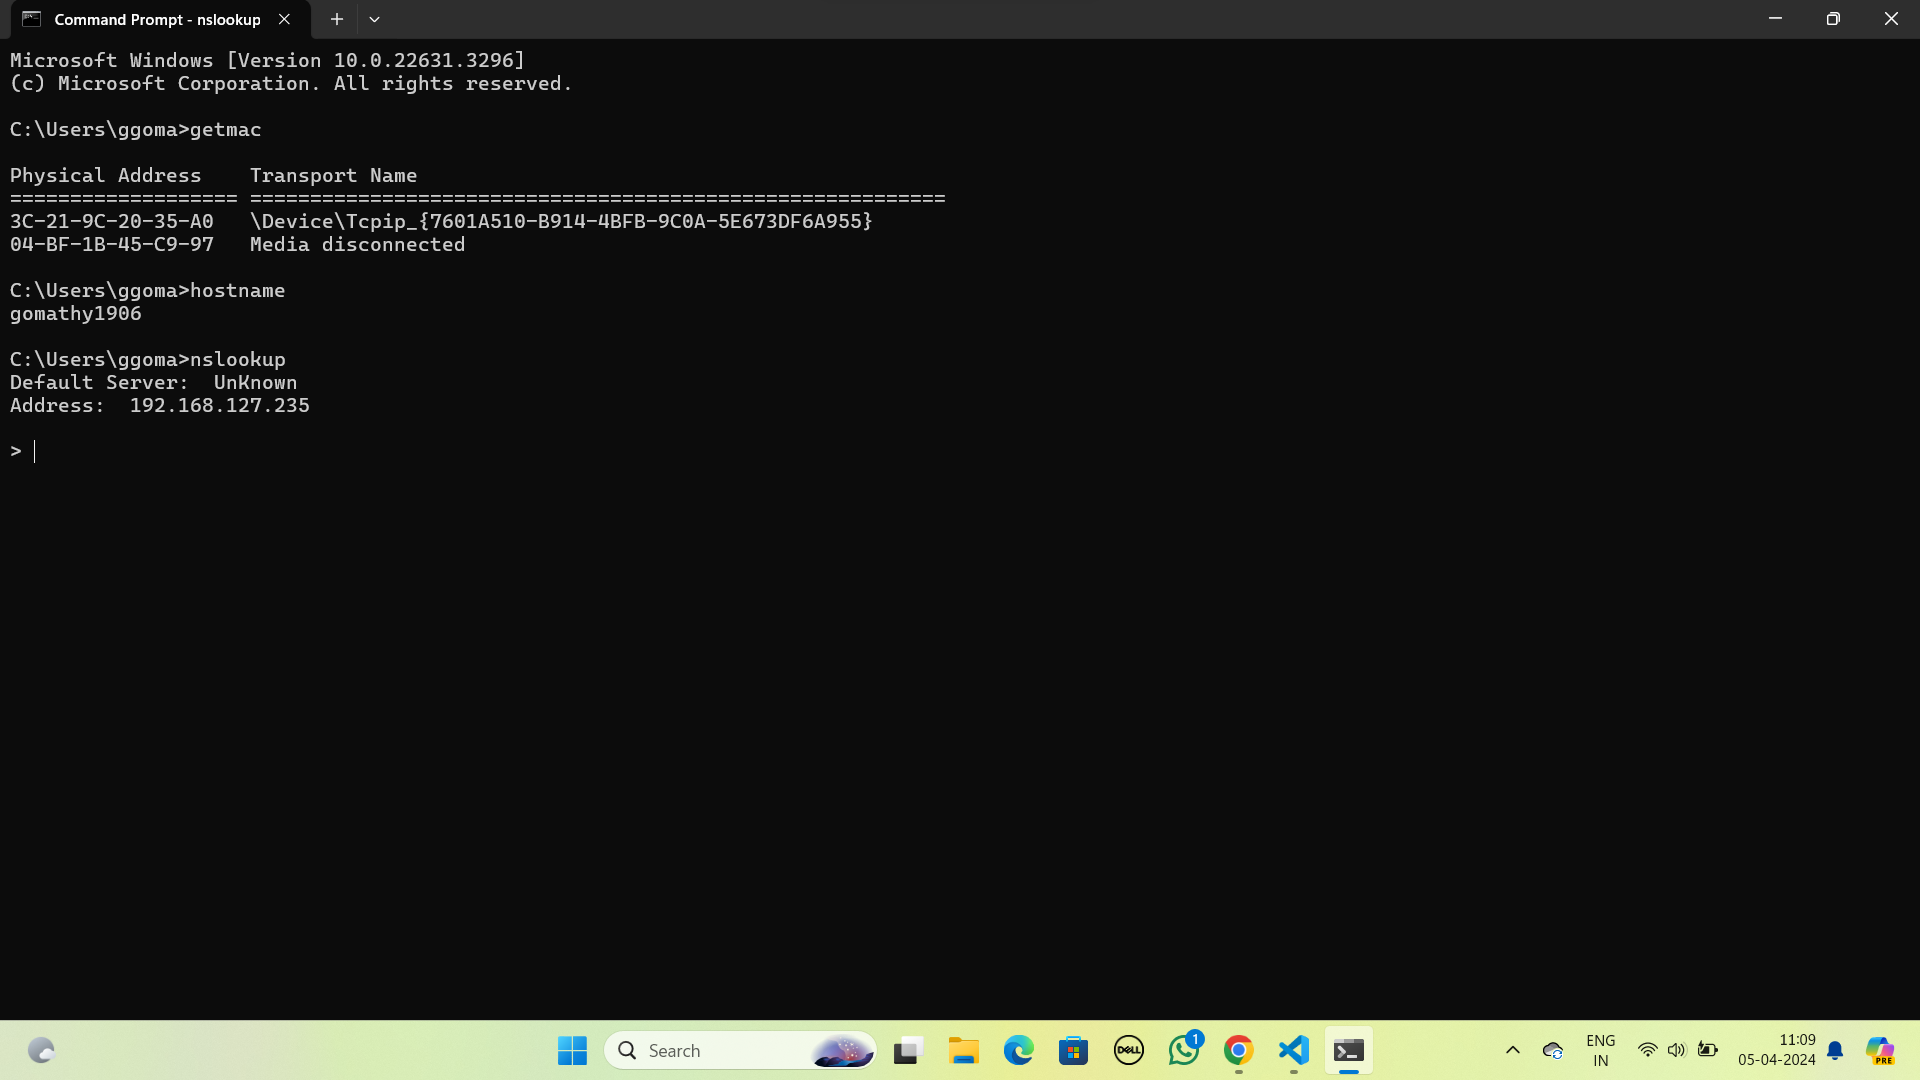 Command Prompt - nslookup
Microsoft Windows [Version 10.0.22631.3296]
(c) Microsoft Corporation. All rights reserved.
C:\Users\ggoma>getmac
Physical Address    Transport Name
=================== ==========================================================
3C-21-9C-20-35-A0   \Device\Tcpip_{7601A510-B914-4BFB-9C0A-5E673DF6A955}
04-BF-1B-45-C9-97   Media disconnected
C:\Users\ggoma>hostname
gomathy1906
C:\Users\ggoma>nslookup
Default Server:  UnKnown
Address:  192.168.127.235
>
Search
DELL
1
ENG
IN
11:09
05-04-2024
PRE